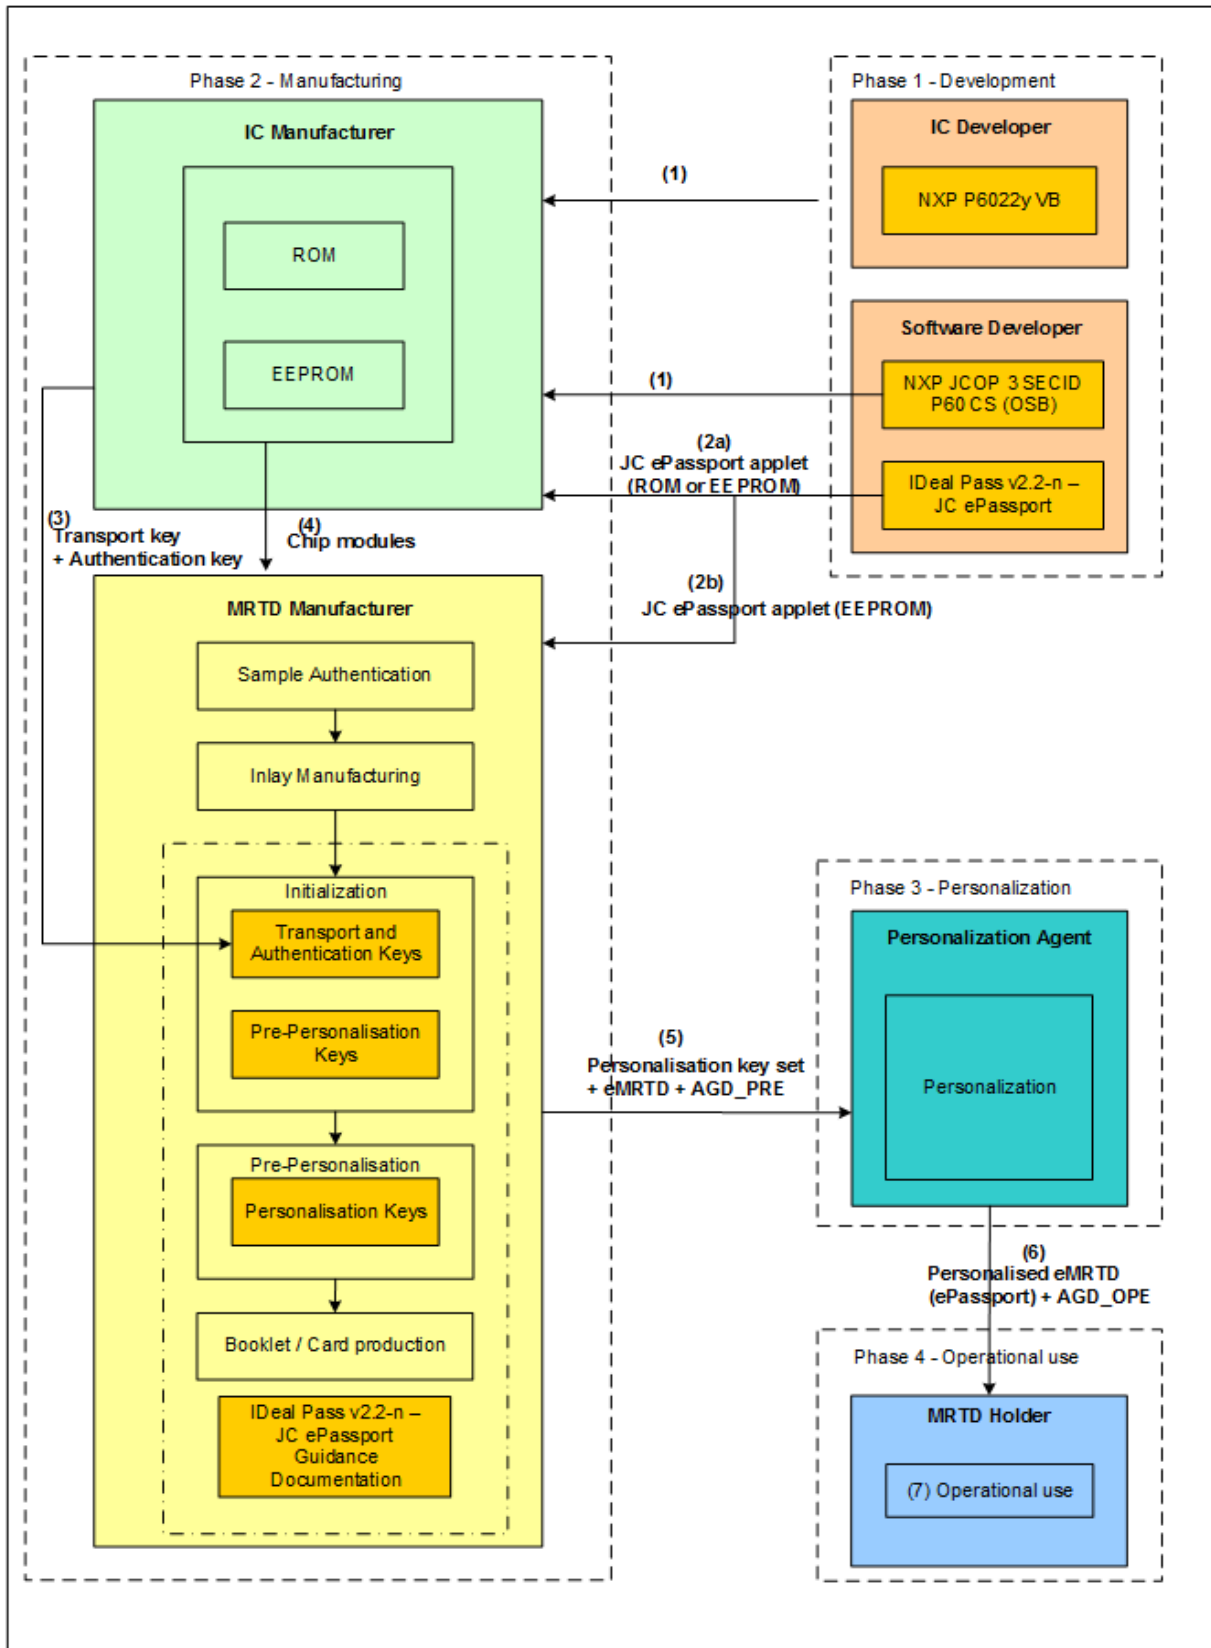 Phase 2 - Manufacturing
IC Manufacturer
ROM
EEPROM
Phase 1 - Development
IC Developer
NXP P6022y VB
(1)
Software Developer
NXP JCOP 3 SECID
P60 CS (OSB)
(1)
IDeal Pass v2.2-n –
JC ePassport
(2a)
JC ePassport applet
(ROM or EEPROM)
(2b)
JC ePassport applet (EEPROM)
(3)
Transport key
+ Authentication key
(4)
Chip modules
MRTD Manufacturer
Sample Authentication
Inlay Manufacturing
Initialization
Transport and
Authentication Keys
Pre-Personalisation
Keys
Pre-Personalisation
Personalisation Keys
Booklet / Card production
IDeal Pass v2.2-n –
JC ePassport
Guidance
Documentation
(5)
Personalisation key set
+ eMRTD + AGD_PRE
Phase 3 - Personalization
Personalization Agent
Personalization
(6)
Personalised eMRTD
(ePassport) + AGD_OPE
Phase 4 - Operational use
MRTD Holder
(7) Operational use